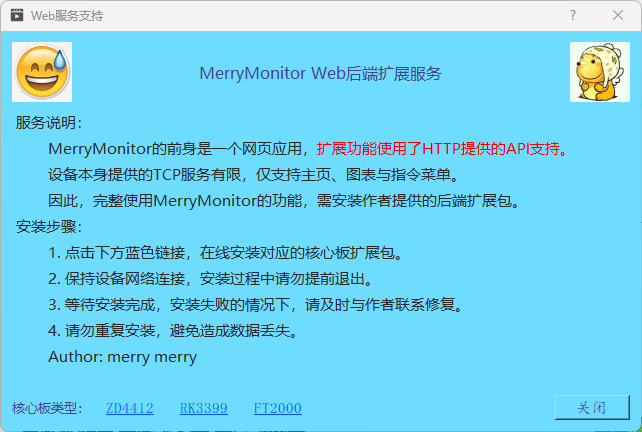 Web服务支持
MerryMonitor Web后端扩展服务
服务说明：
MerryMonitor的前身是一个网页应用，扩展功能使用了HTTP提供的API支持。
设备本身提供的TCP服务有限，仅支持主页、图表与指令菜单。
因此，完整使用MerryMonitor的功能，需安装作者提供的后端扩展包。
安装步骤：
1. 点击下方蓝色链接，在线安装对应的核心板扩展包。
2. 保持设备网络连接，安装过程中请勿提前退出。
3. 等待安装完成，安装失败的情况下，请及时与作者联系修复。
4. 请勿重复安装，避免造成数据丢失。
Author: merry merry
核心板类型： ZD4412 RK3399 FT2000 关闭